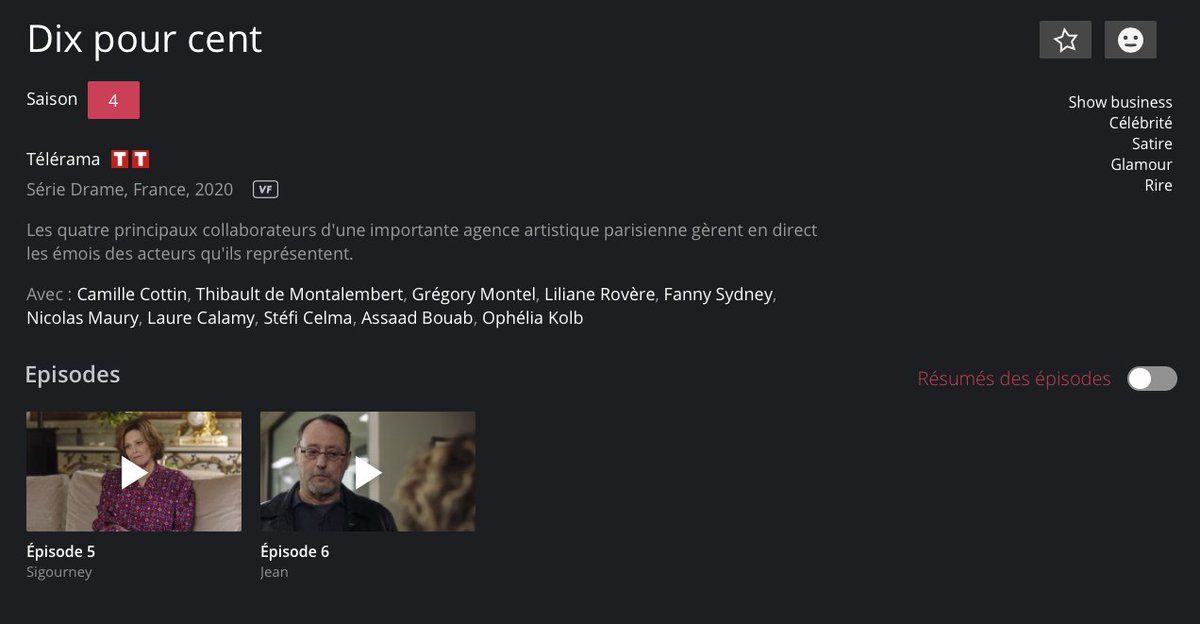 Dix pour cent
Saison 4
Show business
Célébrité
Satire
Glamour
Rire
Télérama TT
Série Drame, France, 2020 VF
Les quatre principaux collaborateurs d'une importante agence artistique parisienne gèrent en direct
les émois des acteurs qu'ils représentent.
Avec : Camille Cottin, Thibault de Montalembert, Grégory Montel, Liliane Rovère, Fanny Sydney,
Nicolas Maury, Laure Calamy, Stéfi Celma, Assaad Bouab, Ophélia Kolb
Episodes
Résumés des épisodes
Épisode 5
Sigourney
Épisode 6
Jean